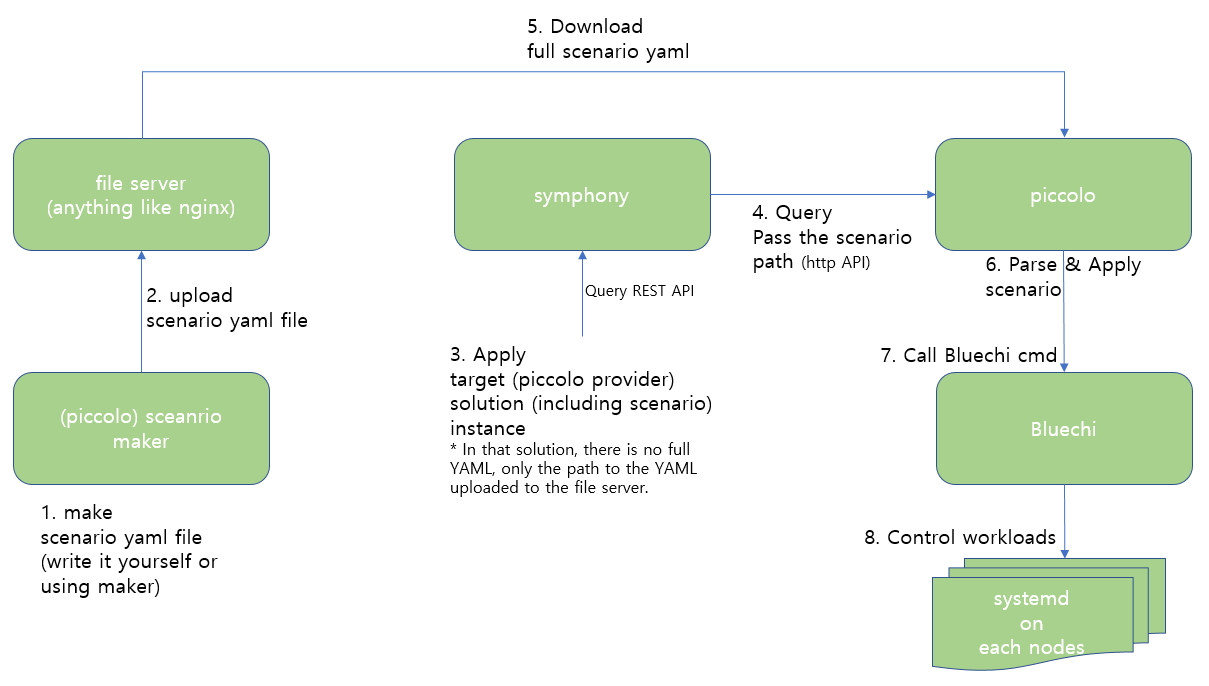 5. Download
full scenario yaml
file server
(anything like nginx)
symphony
piccolo
4. Query
Pass the scenario
path (http API)
6. Parse & Apply
scenario
2. upload
scenario yaml file
Query REST API
3. Apply
target (piccolo provider)
solution (including scenario)
instance
* In that solution, there is no full
YAML, only the path to the YAML
uploaded to the file server.
7. Call Bluechi cmd
(piccolo) sceanrio
maker
Bluechi
1. make
scenario yaml file
(write it yourself or
using maker)
8. Control workloads
systemd
on
each nodes